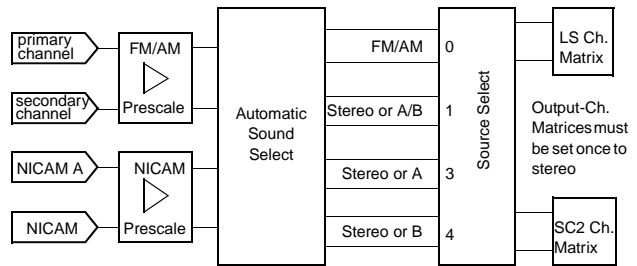 primary
channel
secondary
channel
NICAM A
NICAM
FM/AM
Prescale
NICAM
Prescale
Automatic
Sound
Select
FM/AM
Stereo or A/B
Stereo or A
Stereo or B
0
1
3
4
Source Select
LS Ch.
Matrix
Output-Ch.
Matrices must
be set once to
stereo
SC2 Ch.
Matrix